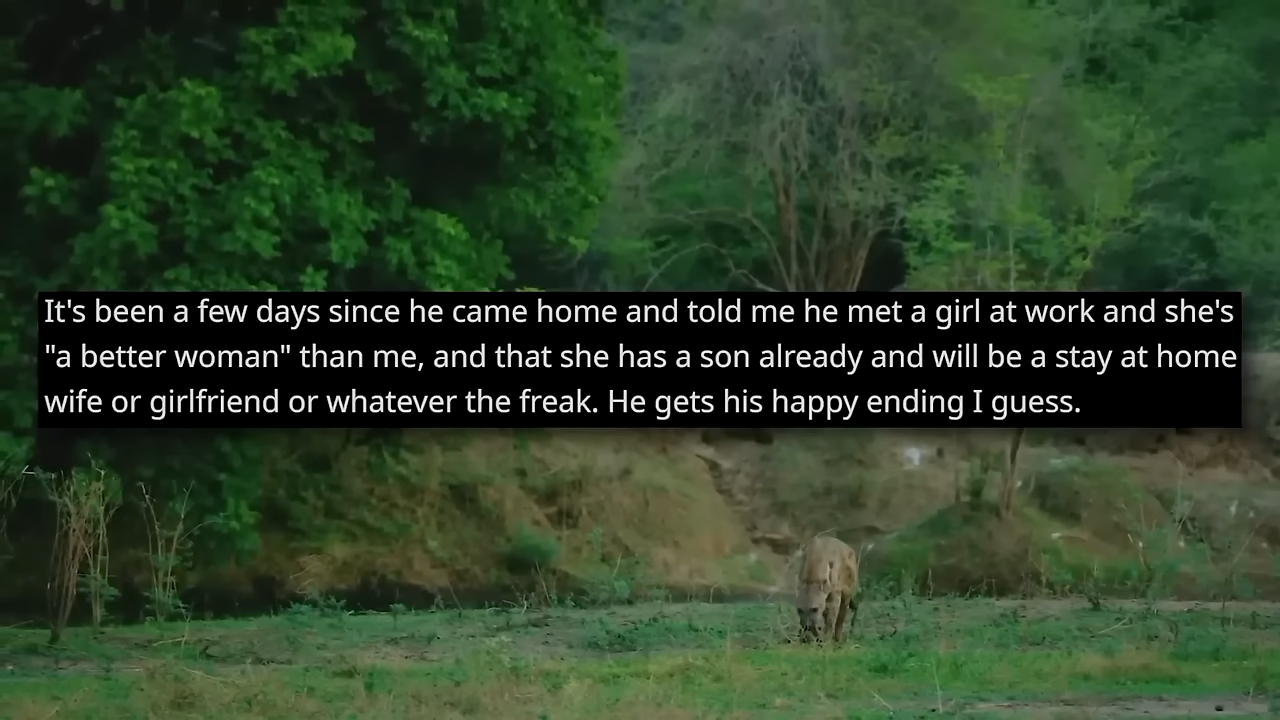 It's been a few days since he came home and told me he met a girl at work and she's
"a better woman" than me, and that she has a son already and will be a stay at home
wife or girlfriend or whatever the freak. He gets his happy ending I guess.